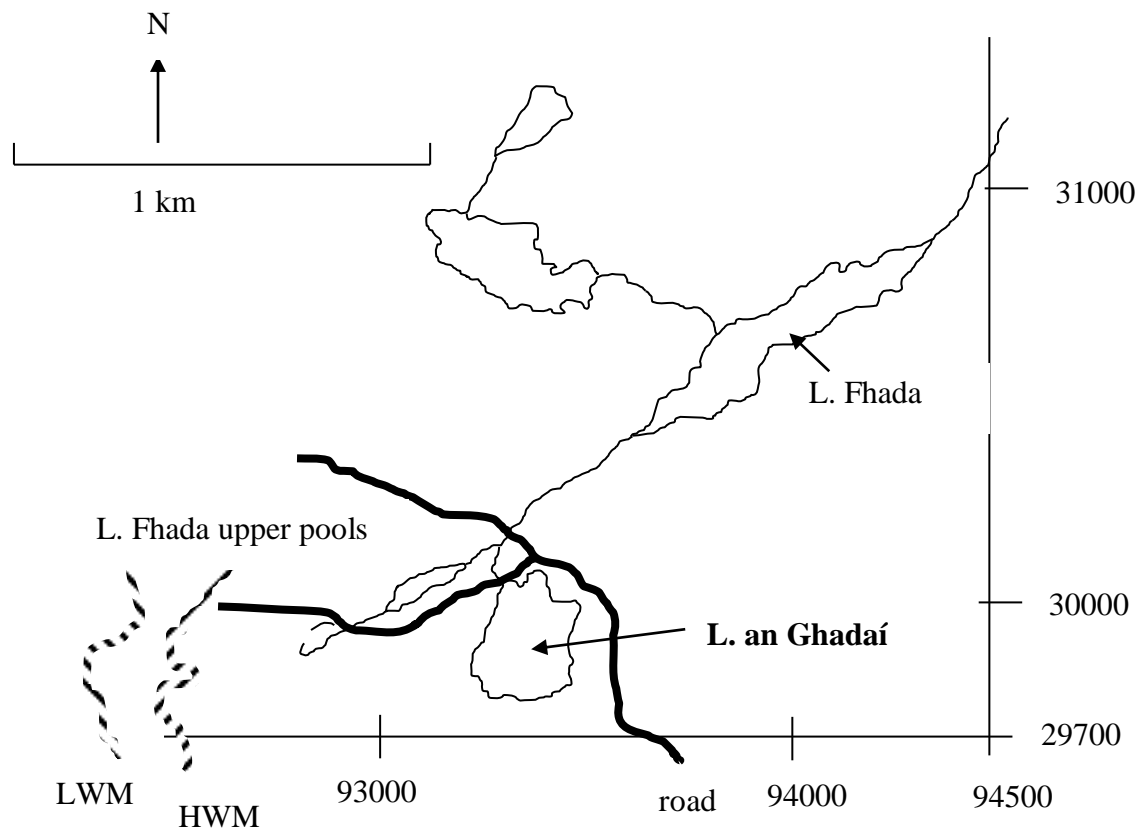 N
1 km
31000
L. Fhada
L. Fhada upper pools
30000
L. an Ghadaí
29700
LWM
HWM
93000
road
94000
94500